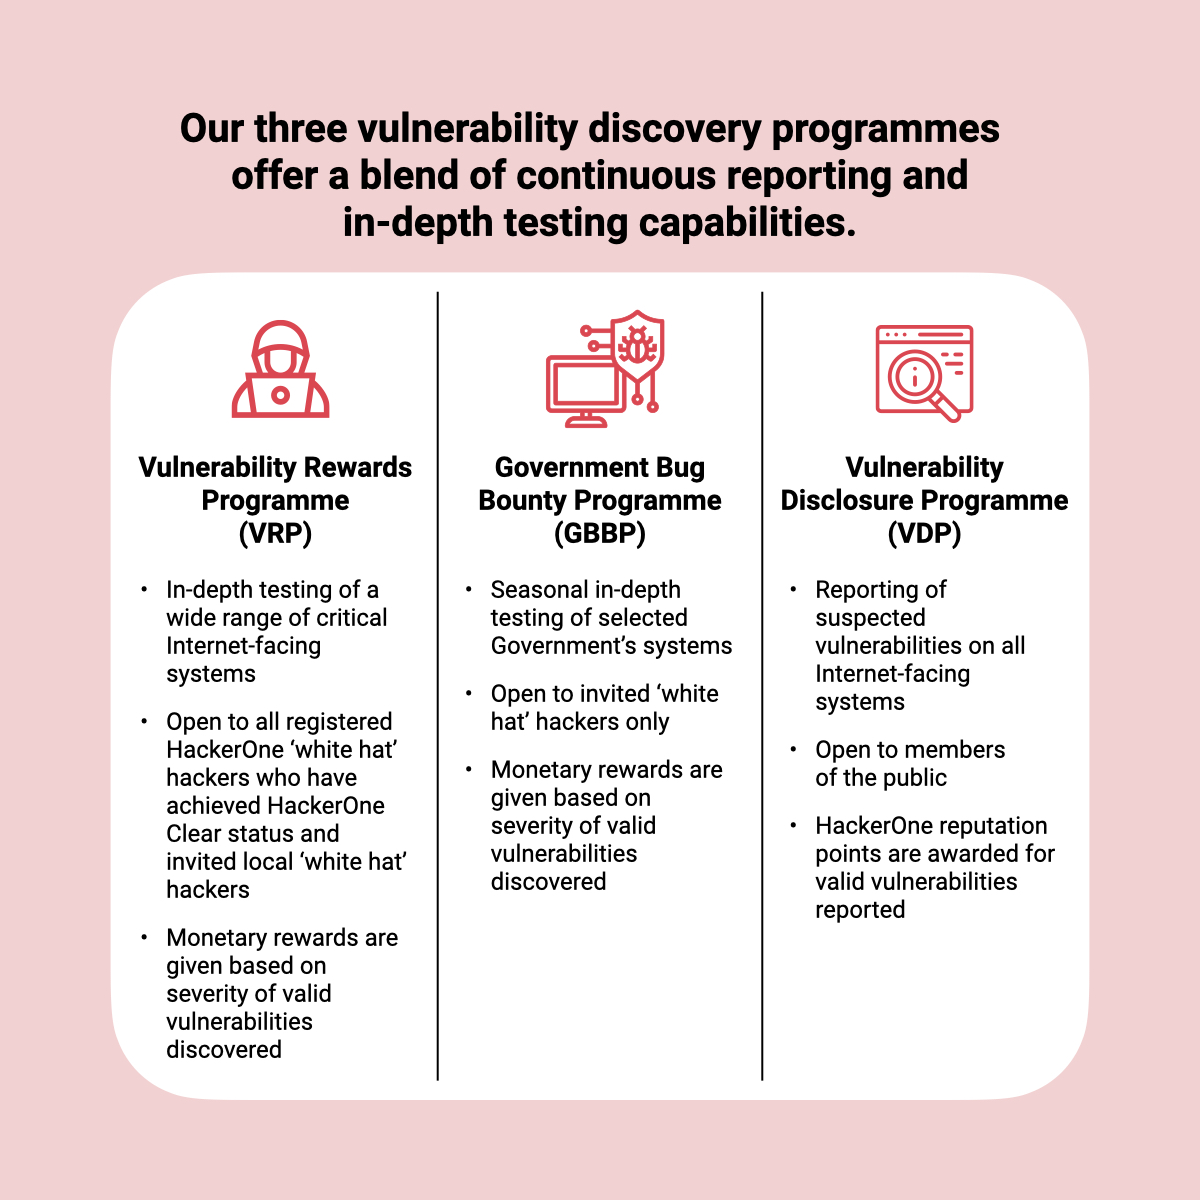 Our three vulnerability discovery programmes
offer a blend of continuous reporting and
in-depth testing capabilities.
Vulnerability Rewards
Programme
(VRP)
• In-depth testing of a
wide range of critical
Internet-facing
systems
• Open to all registered
HackerOne ‘white hat’
hackers who have
achieved HackerOne
Clear status and
invited local ‘white hat’
hackers
• Monetary rewards are
given based on
severity of valid
vulnerabilities
discovered
Government Bug
Bounty Programme
(GBBP)
• Seasonal in-depth
testing of selected
Government’s systems
• Open to invited ‘white
hat’ hackers only
• Monetary rewards are
given based on
severity of valid
vulnerabilities
discovered
Vulnerability
Disclosure Programme
(VDP)
• Reporting of
suspected
vulnerabilities on all
Internet-facing
systems
• Open to members
of the public
• HackerOne reputation
points are awarded for
valid vulnerabilities
reported